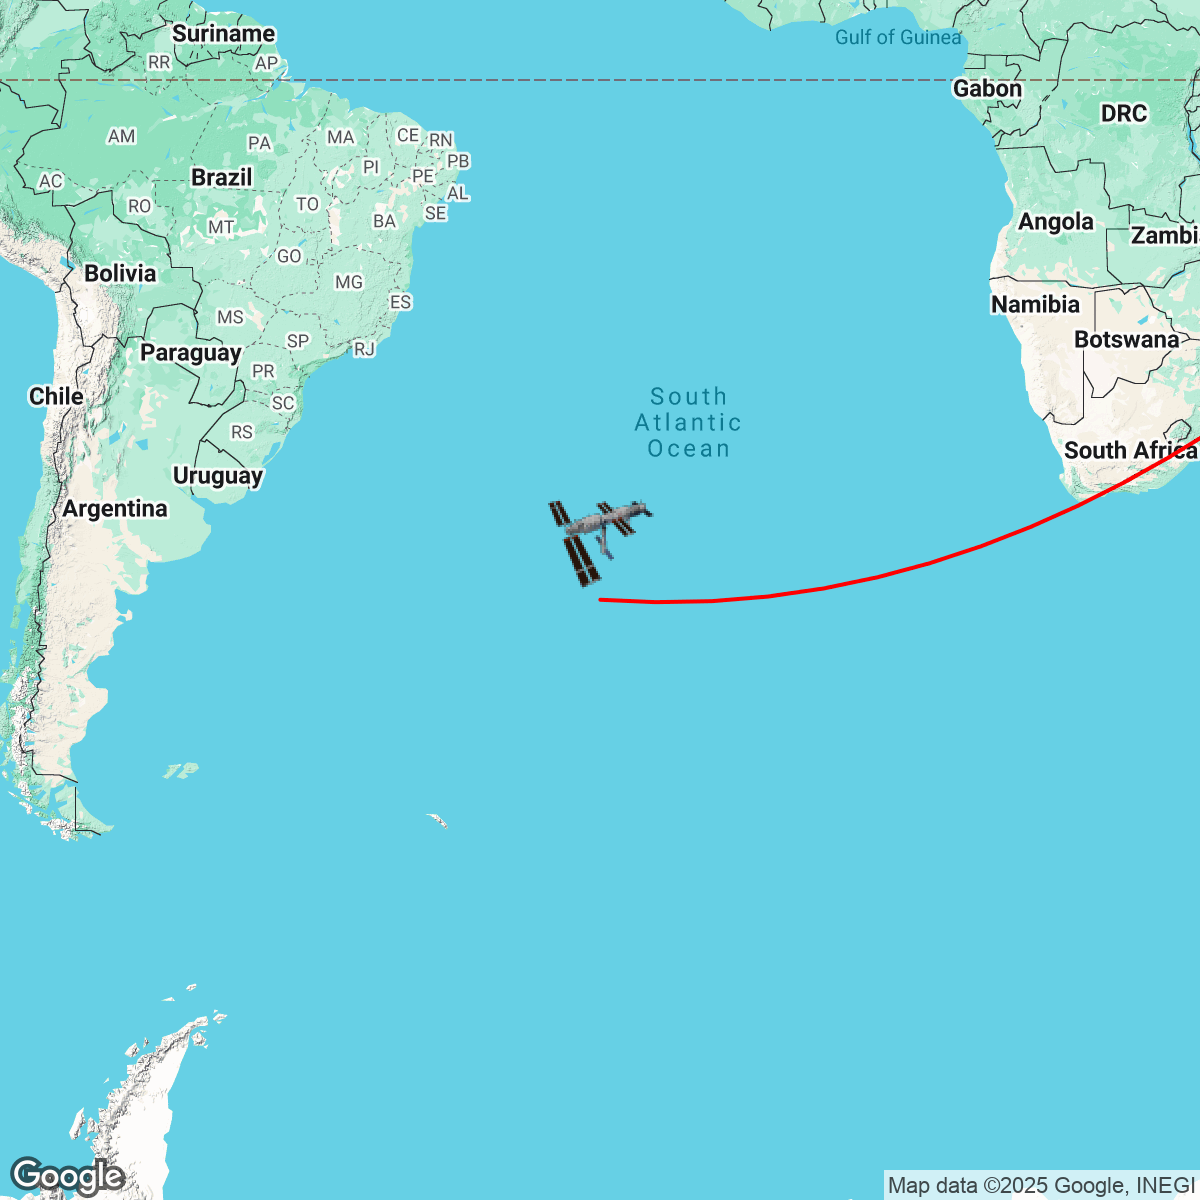 Suriname
Gulf of Guinea
RR
AP
Gabon
DRC
AM
PA
MA
CE
RN
PI
PB
AC
Brazil
PE
AL
RO
TO
SE
MT
BA
Angola
Zambi
GO
Bolivia
MG
ES
Namibia
MS
SP
Botswana
Paraguay
RJ
PR
Chile
SC
South
Atlantic
Ocean
RS
South Africa
Uruguay
Argentina
Google
Map data ©2025 Google, INEGI